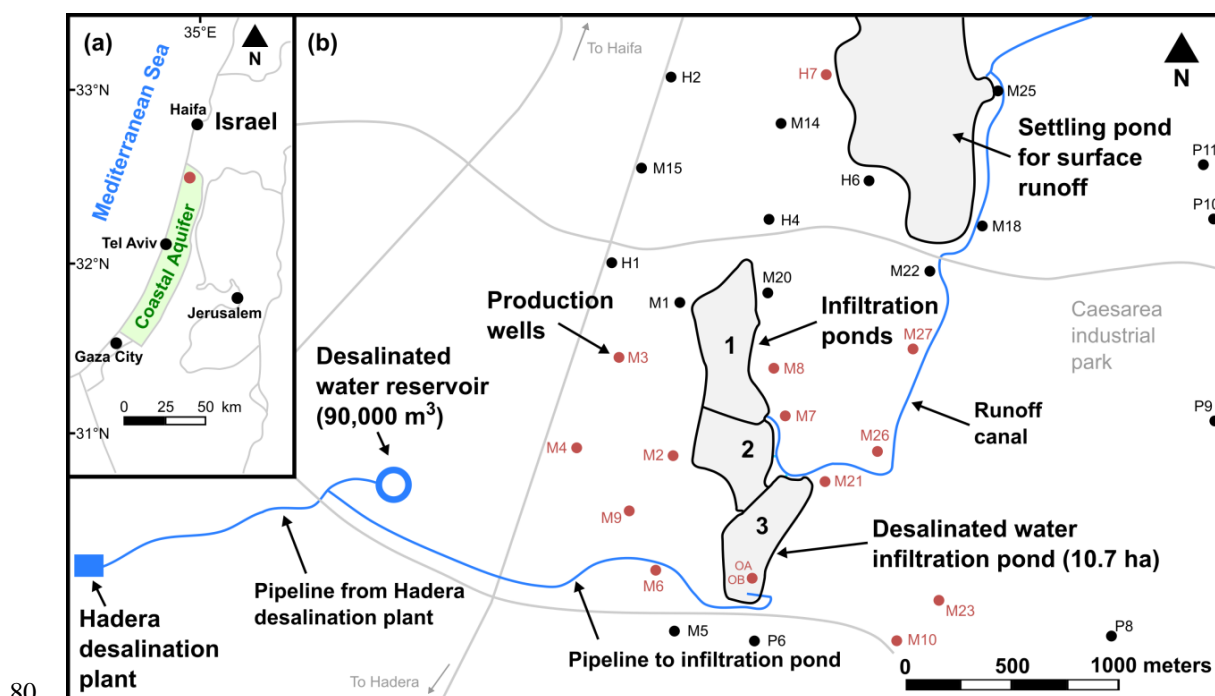 (a)
35°E
N
Mediterranean Sea
33°N
Haifa
Israel
Coastal Aquifer
Tel Aviv
32°N
Jerusalem
Gaza City
0 25 50 km
31°N
(b)
To Haifa
N
H2
H7
M25
M14
Settling pond
for surface
runoff
P11
M15
H6
P10
H4
M18
H1
M22
M20
M1
Production
wells
Infiltration
ponds
Caesarea
industrial
park
1
M27
M3
M8
Desalinated
water reservoir
(90,000 m³)
M7
Runoff
canal
P9
M4
M2
2
M26
M21
M9
3
Desalinated water
infiltration pond (10.7 ha)
OA
OB
M6
Pipeline from Hadera
desalination plant
Hadera
desalination
plant
M23
M5
P6
M10
P8
Pipeline to infiltration pond
To Hadera
0 500 1000 meters
80